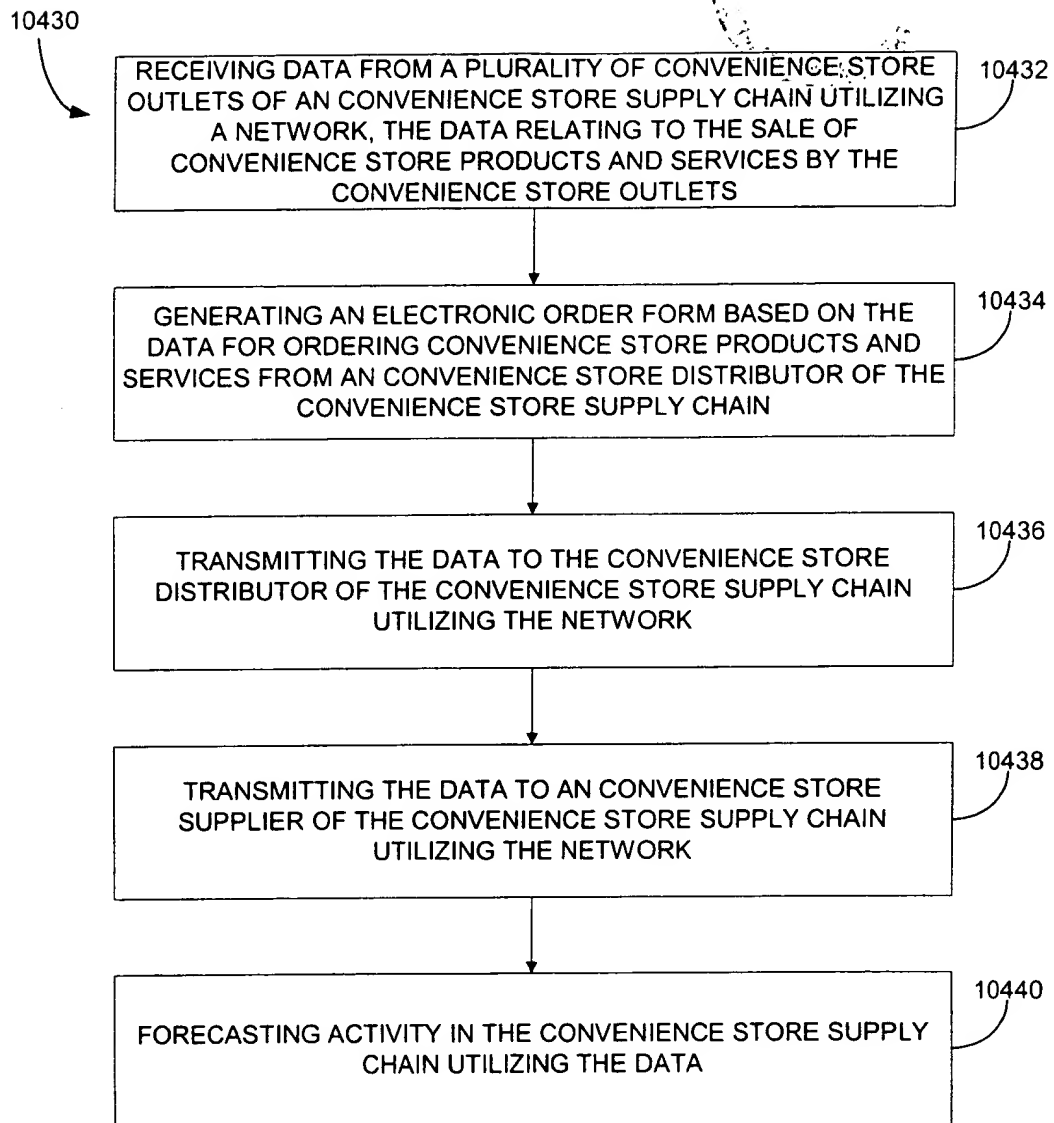 10430
RECEIVING DATA FROM A PLURALITY OF CONVENIENCE STORE
OUTLETS OF AN CONVENIENCE STORE SUPPLY CHAIN UTILIZING
A NETWORK, THE DATA RELATING TO THE SALE OF
CONVENIENCE STORE PRODUCTS AND SERVICES BY THE
CONVENIENCE STORE OUTLETS
10432
GENERATING AN ELECTRONIC ORDER FORM BASED ON THE
DATA FOR ORDERING CONVENIENCE STORE PRODUCTS AND
SERVICES FROM AN CONVENIENCE STORE DISTRIBUTOR OF THE
CONVENIENCE STORE SUPPLY CHAIN
10434
TRANSMITTING THE DATA TO THE CONVENIENCE STORE
DISTRIBUTOR OF THE CONVENIENCE STORE SUPPLY CHAIN
UTILIZING THE NETWORK
10436
TRANSMITTING THE DATA TO AN CONVENIENCE STORE
SUPPLIER OF THE CONVENIENCE STORE SUPPLY CHAIN
UTILIZING THE NETWORK
10438
FORECASTING ACTIVITY IN THE CONVENIENCE STORE SUPPLY
CHAIN UTILIZING THE DATA
10440